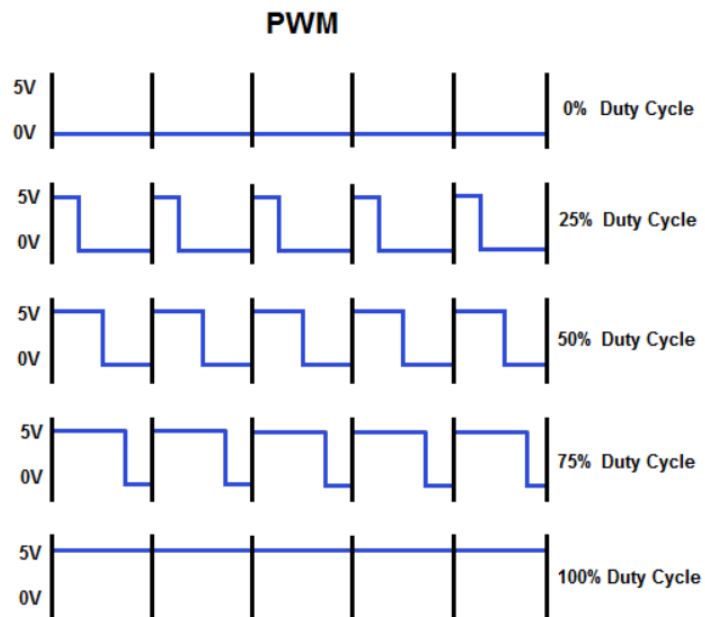 PWM
5V
0V
0% Duty Cycle
5V
0V
25% Duty Cycle
5V
0V
50% Duty Cycle
5V
0V
75% Duty Cycle
5V
0V
100% Duty Cycle